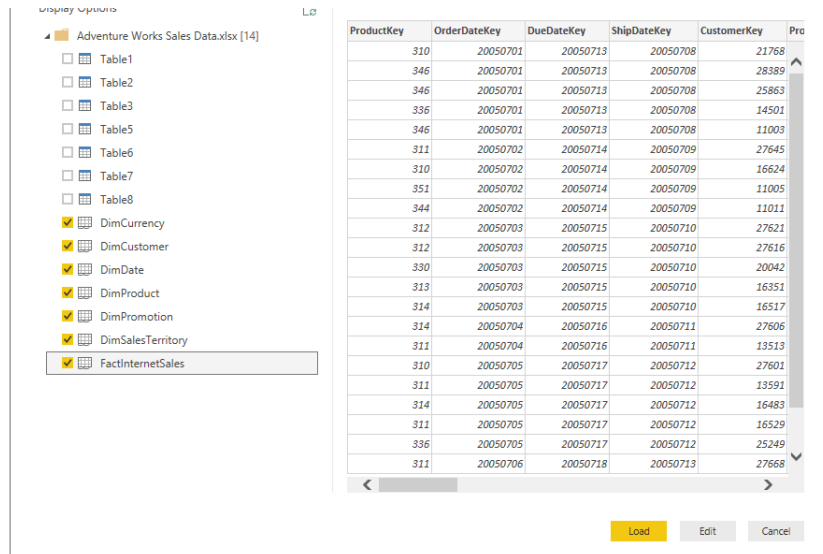 Display Options
Adventure Works Sales Data.xlsx [14]
Table1
Table2
Table3
Table5
Table6
Table7
Table8
DimCurrency
DimCustomer
DimDate
DimProduct
DimPromotion
DimSalesTerritory
FactInternetSales
ProductKey OrderDateKey DueDateKey ShipDateKey CustomerKey Pro
310 20050701 20050713 20050708 21768
346 20050701 20050713 20050708 28389
346 20050701 20050713 20050708 25863
336 20050701 20050713 20050708 14501
346 20050701 20050713 20050708 11003
311 20050702 20050714 20050709 27645
310 20050702 20050714 20050709 16624
351 20050702 20050714 20050709 11005
344 20050702 20050714 20050709 11011
312 20050703 20050715 20050710 27621
312 20050703 20050715 20050710 27616
330 20050703 20050715 20050710 20042
313 20050703 20050715 20050710 16351
314 20050703 20050715 20050710 16517
314 20050704 20050716 20050711 27606
311 20050704 20050716 20050711 13513
310 20050705 20050717 20050712 27601
311 20050705 20050717 20050712 13591
314 20050705 20050717 20050712 16483
311 20050705 20050717 20050712 16529
336 20050705 20050717 20050712 25249
311 20050706 20050718 20050713 27668
Load Edit Cancel